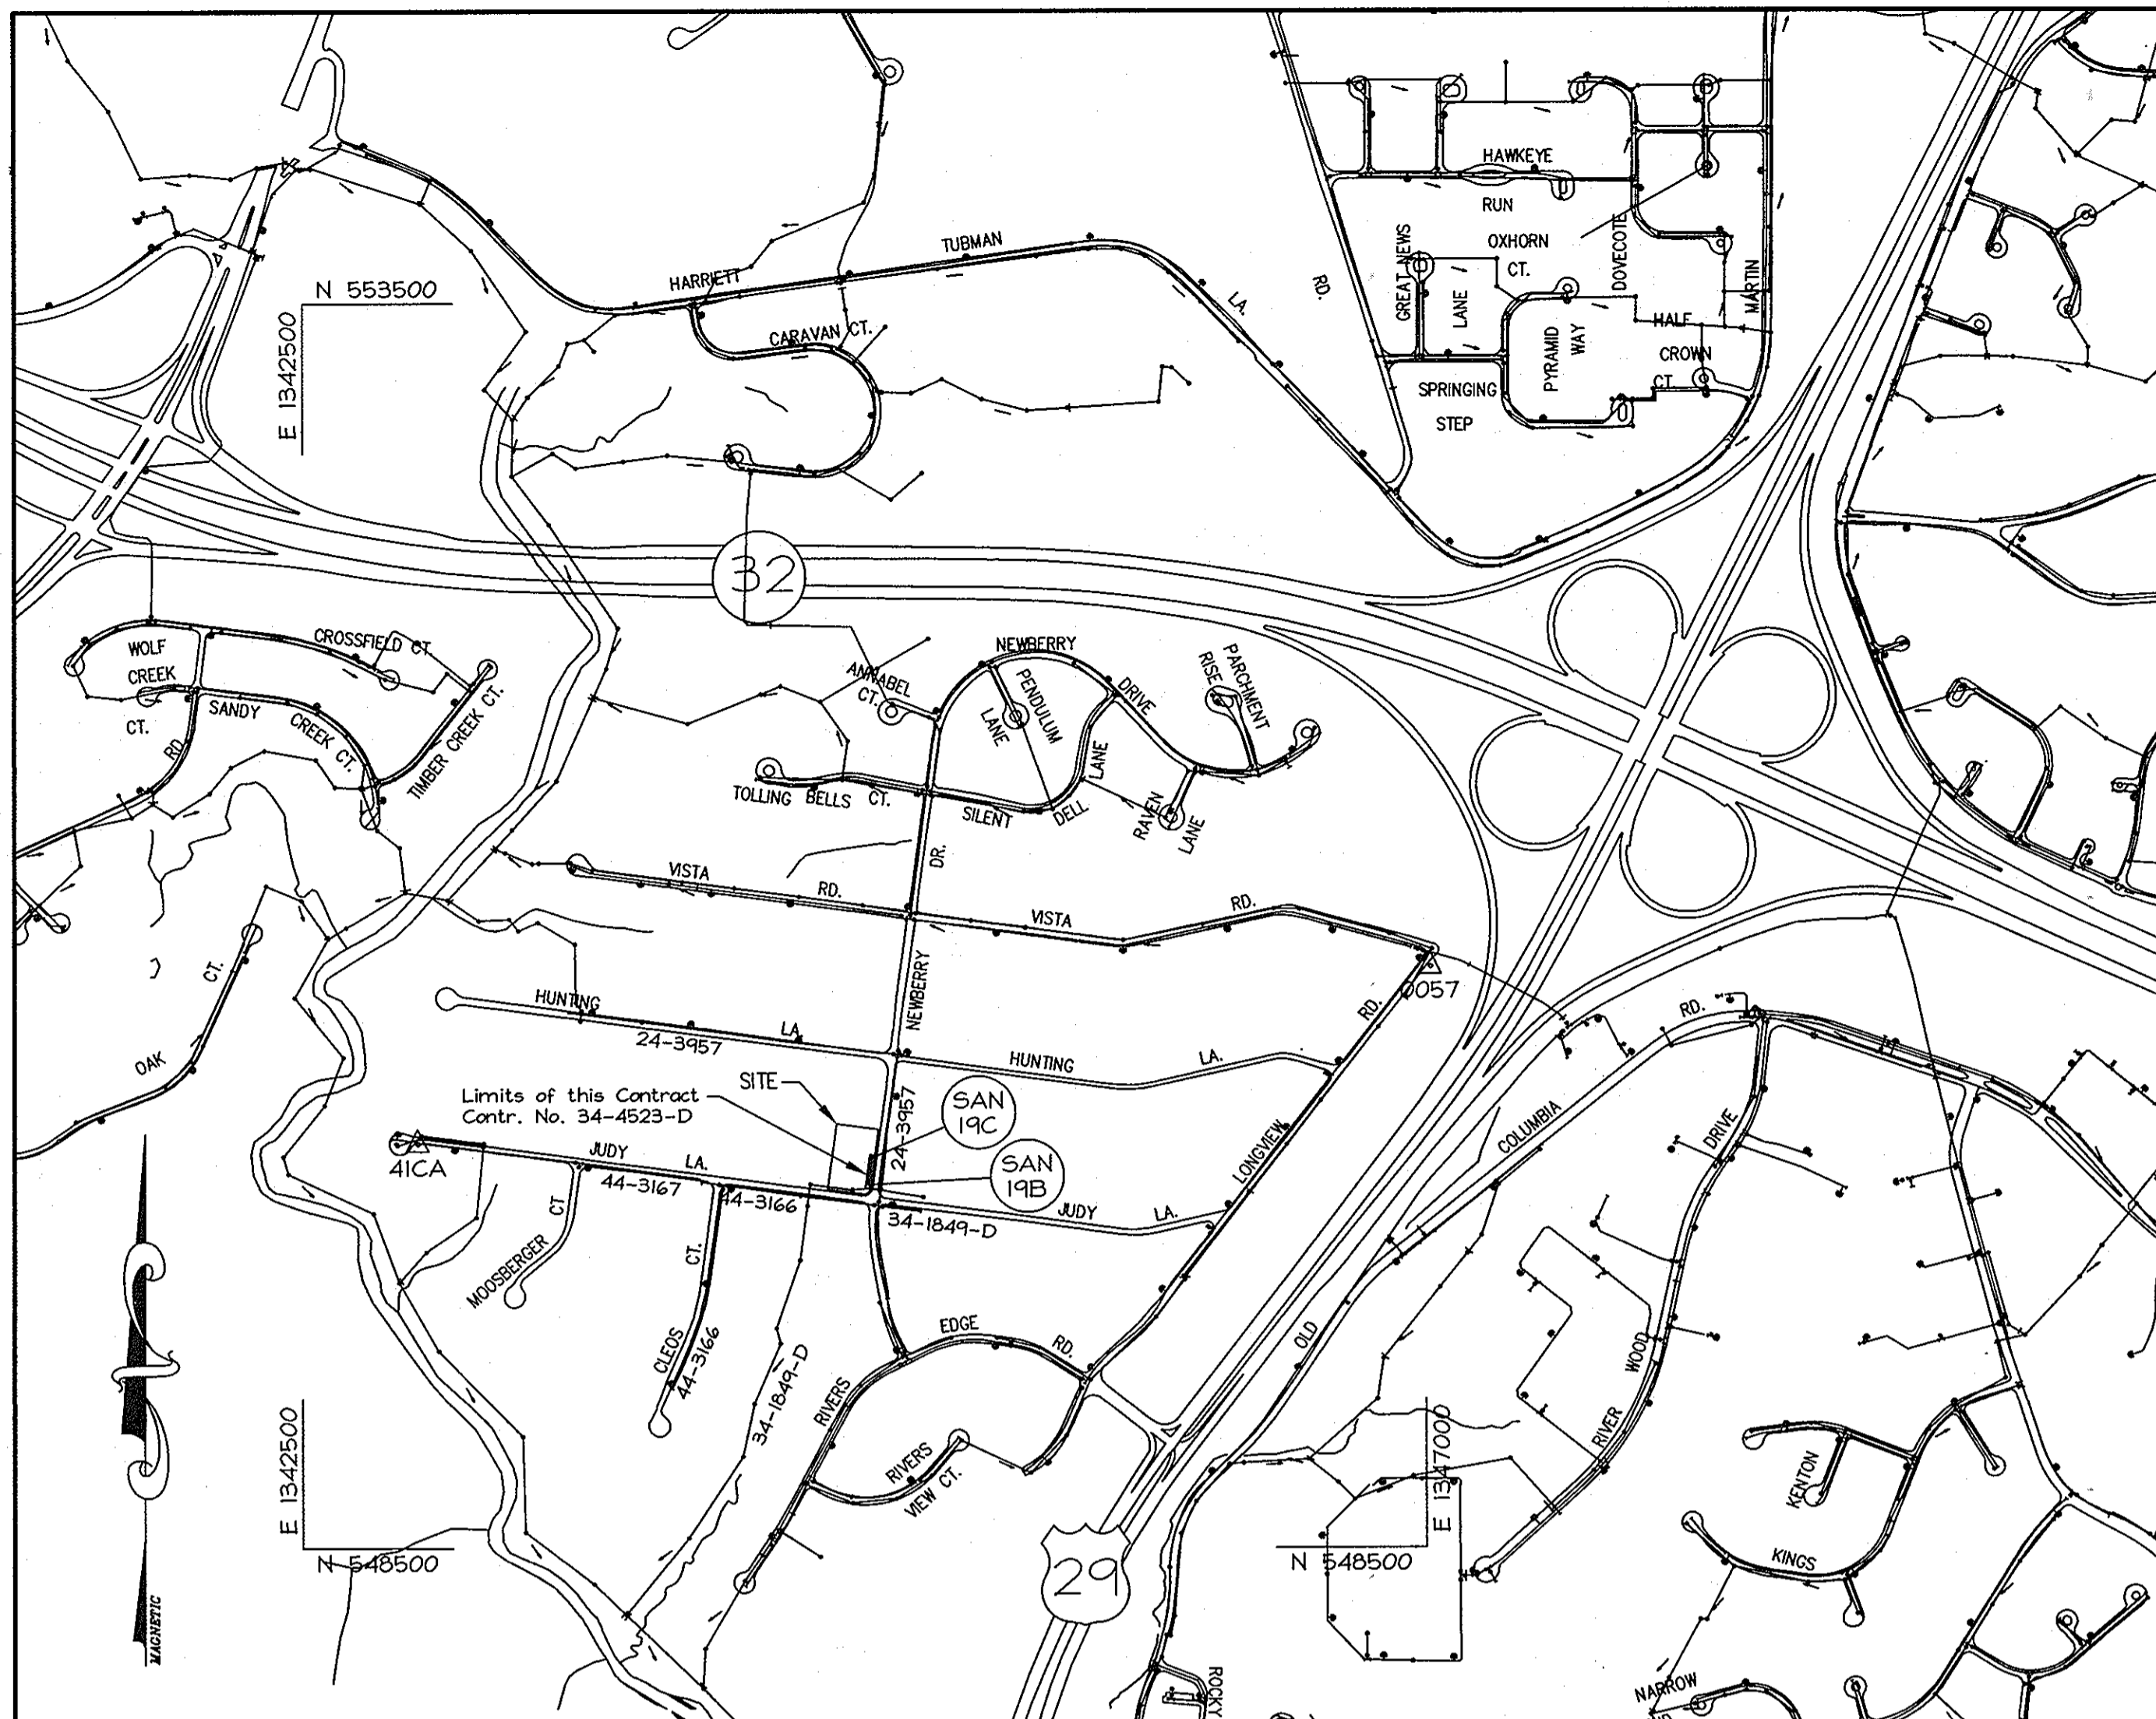 HAWKEYE
RUN
OXHORN
CT.
GREAT NEWS
LANE
DOVECOTE
MARTIN
RD.
HALF
CROWN
CT.
PYRAMID
WAY
SPRINGING
STEP
HARRIETT
TUBMAN
LA.
CARAVAN CT.
N 553500
E 1342500
32
WOLF
CREEK
CT.
CROSSFIELD CT.
SANDY
CREEK CT.
TIMBER CREEK CT.
RD.
ANNABEL
CT.
NEWBERRY
DRIVE
PENDULUM
LANE
PARCHMENT
RISE
TOLLING BELLS CT.
SILENT
DELL
LANE
RAVEN
LANE
DR.
VISTA
RD.
VISTA
RD.
0057
NEWBERRY
HUNTING
LA.
24-3957
HUNTING
LA.
RD.
LONGVIEW
OAK
CT.
SITE
Limits of this Contract
Contr. No. 34-4523-D
24-3957
SAN
19C
SAN
19B
41CA
JUDY
LA.
44-3167
44-3166
34-1849-D
JUDY
LA.
MOOSBERGER
CT
CLEOS
CT.
44-3166
34-1849-D
EDGE
RD.
RIVERS
RIVERS
VIEW CT.
COLUMBIA
RD.
OLD
DRIVE
WOOD
RIVER
KENTON
KINGS
E 1342500
N 548500
E 1347000
N 548500
29
MAGNETIC
ROCKY
NARROW